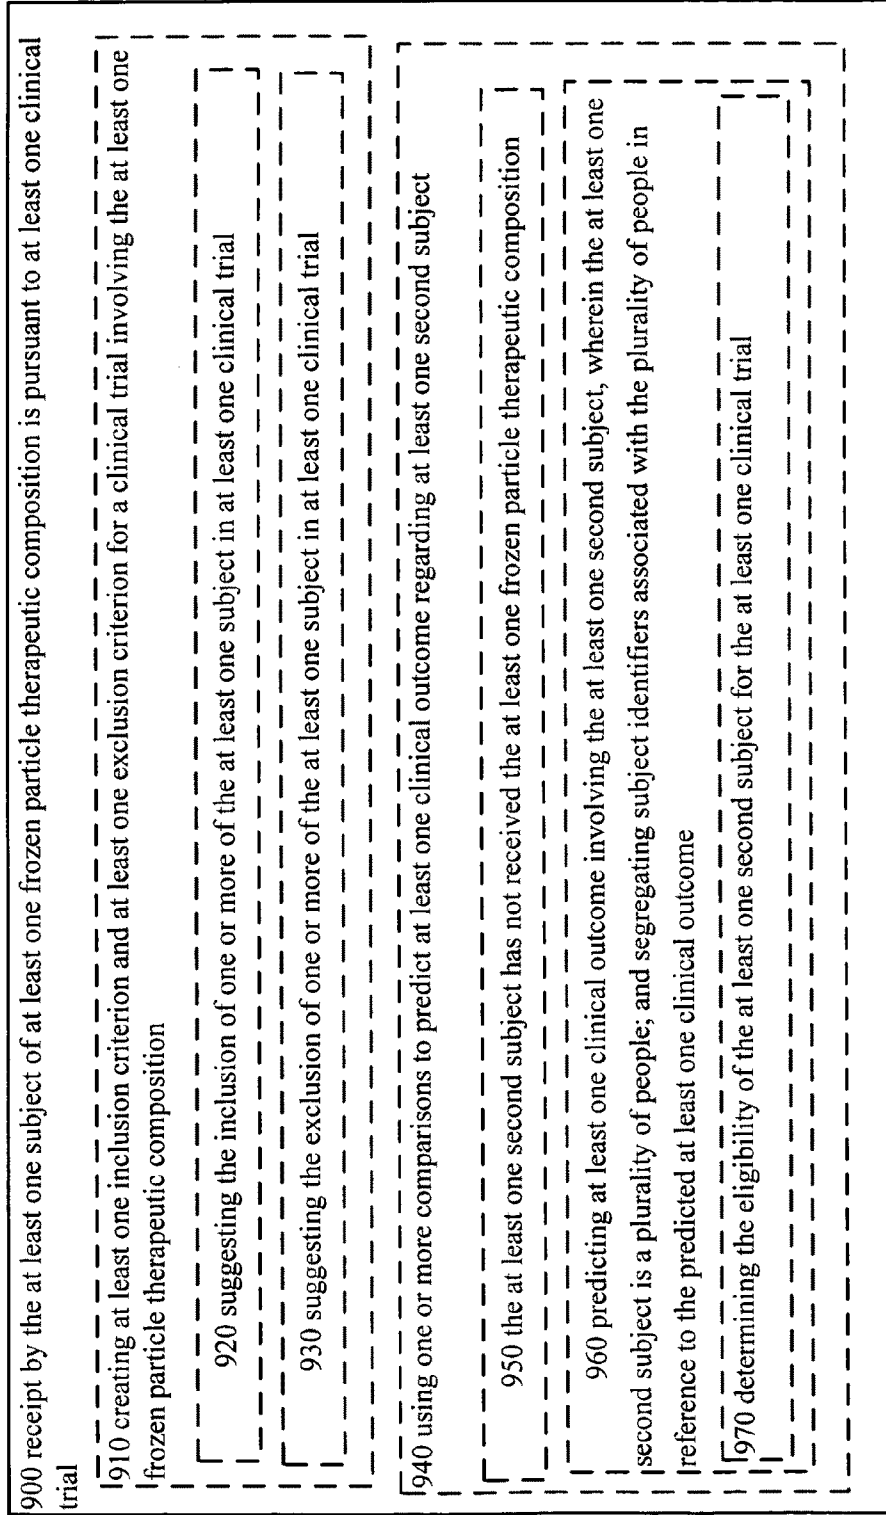 900 receipt by the at least one subject of at least one frozen particle therapeutic composition is pursuant to at least one clinical
trial
910 creating at least one inclusion criterion and at least one exclusion criterion for a clinical trial involving the at least one
frozen particle therapeutic composition
920 suggesting the inclusion of one or more of the at least one subject in at least one clinical trial
930 suggesting the exclusion of one or more of the at least one subject in at least one clinical trial
940 using one or more comparisons to predict at least one clinical outcome regarding at least one second subject
950 the at least one second subject has not received the at least one frozen particle therapeutic composition
960 predicting at least one clinical outcome involving the at least one second subject, wherein the at least one
second subject is a plurality of people; and segregating subject identifiers associated with the plurality of people in
reference to the predicted at least one clinical outcome
970 determining the eligibility of the at least one second subject for the at least one clinical trial